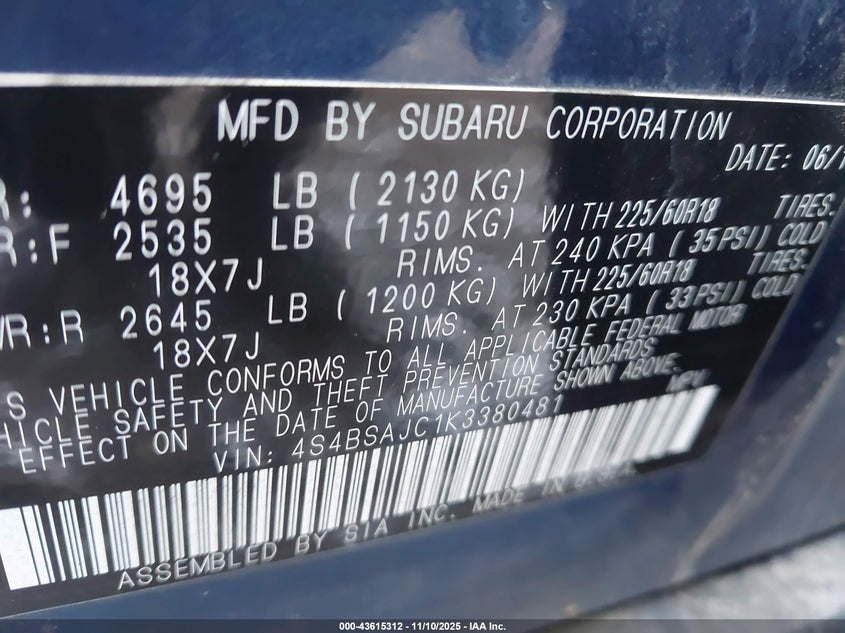 MFD BY SUBARU CORPORATION
DATE: 06/1
R: 4695 LB ( 2130 KG)
R:F 2535 LB ( 1150 KG) WITH 225/60R18 TIRES.
18X7J RIMS. AT 240 KPA ( 35PSI) COLD
WR:R 2645 LB ( 1200 KG) WITH 225/60R18 TIRES.
18X7J RIMS. AT 230 KPA ( 33PSI) COLD
S VEHICLE CONFORMS TO ALL APPLICABLE FEDERAL MOTOR
HICLE SAFETY AND THEFT PREVENTION STANDARDS
EFFECT ON THE DATE OF MANUFACTURE SHOWN ABOVE.
VIN: 4S4BSAJC1K3380481 MPV
ASSEMBLED BY SIA INC. MADE IN
000-43615312 - 11/10/2025 - IAA Inc.